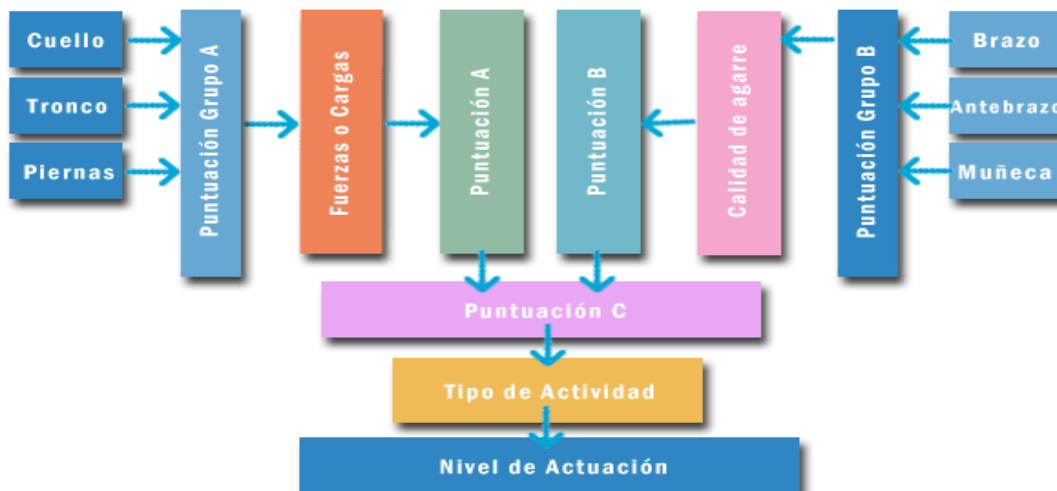 Cuello
Tronco
Piernas
Puntuación Grupo A
Fuerzas o Cargas
Puntuación A
Puntuación B
Calidad de agarre
Puntuación Grupo B
Brazo
Antebrazo
Muñeca
Puntuación C
Tipo de Actividad
Nivel de Actuación